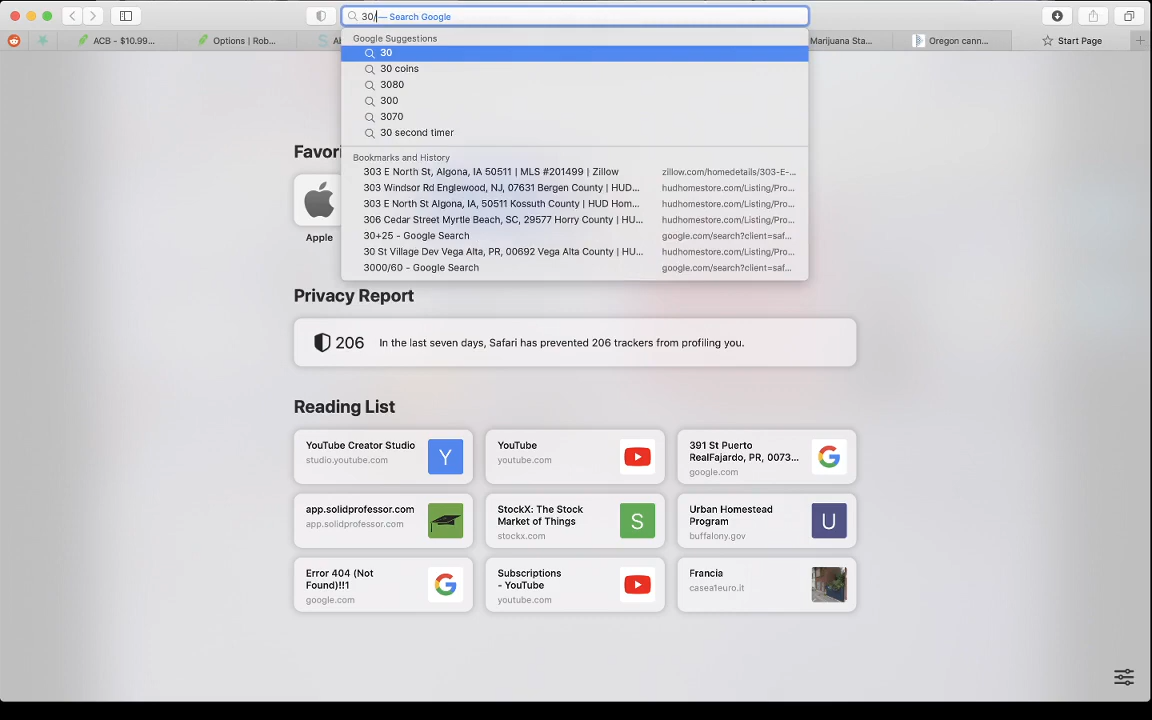 30/ — Search Google
ACB - $10.99...
Options | Rob...
Marijuana Sta...
Oregon cann...
Start Page
Google Suggestions
30
30 coins
3080
300
3070
30 second timer
Bookmarks and History
303 E North St, Algona, IA 50511 | MLS #201499 | Zillow zillow.com/homedetails/303-E-...
303 Windsor Rd Englewood, NJ, 07631 Bergen County | HUD... hudhomestore.com/Listing/Pro...
303 E North St Algona, IA, 50511 Kossuth County | HUD Hom... hudhomestore.com/Listing/Pro...
306 Cedar Street Myrtle Beach, SC, 29577 Horry County | HU... hudhomestore.com/Listing/Pro...
30+25 - Google Search google.com/search?client=saf...
30 St Village Dev Vega Alta, PR, 00692 Vega Alta County | HU... hudhomestore.com/Listing/Pro...
3000/60 - Google Search google.com/search?client=saf...
Favori
Apple
Privacy Report
206 In the last seven days, Safari has prevented 206 trackers from profiling you.
Reading List
YouTube Creator Studio
studio.youtube.com
Y
YouTube
youtube.com
391 St Puerto
RealFajardo, PR, 0073...
google.com
app.solidprofessor.com
app.solidprofessor.com
StockX: The Stock
Market of Things
stockx.com
S
Urban Homestead
Program
buffalony.gov
U
Error 404 (Not
Found)!!1
google.com
Subscriptions
- YouTube
youtube.com
Francia
casea1euro.it